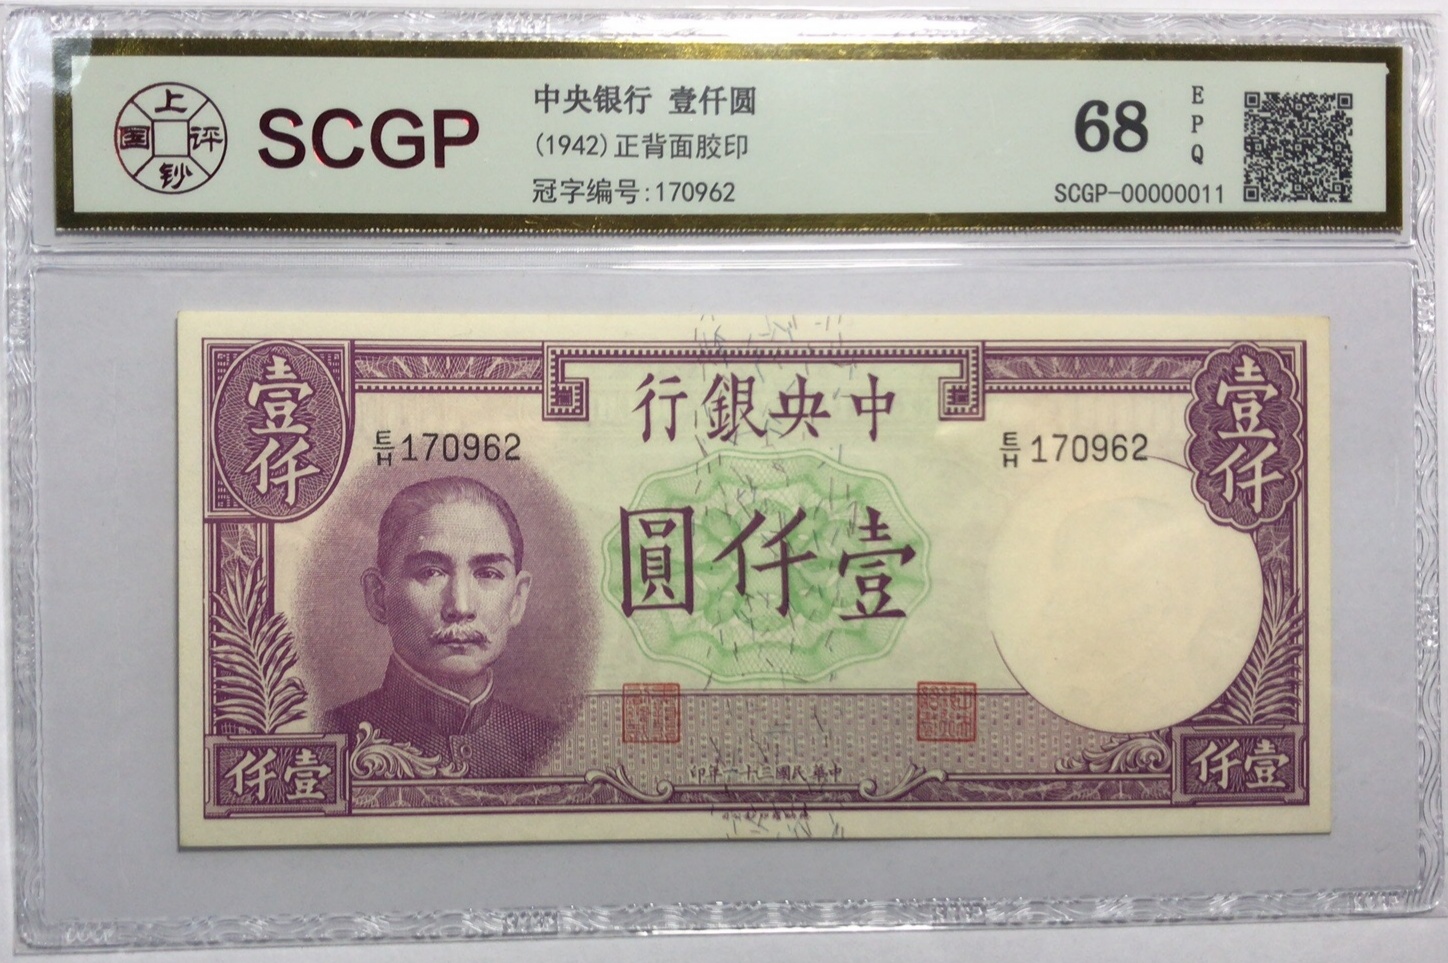 上
國 评
钞
SCGP
中央银行 壹仟圆
(1942)正背面胶印
冠字编号:170962
68
EPQ
SCGP-00000011
壹仟
行銀央中
壹仟
E/H 170962
E/H 170962
圓仟壹
印年一十三國民華中
仟壹
仟壹